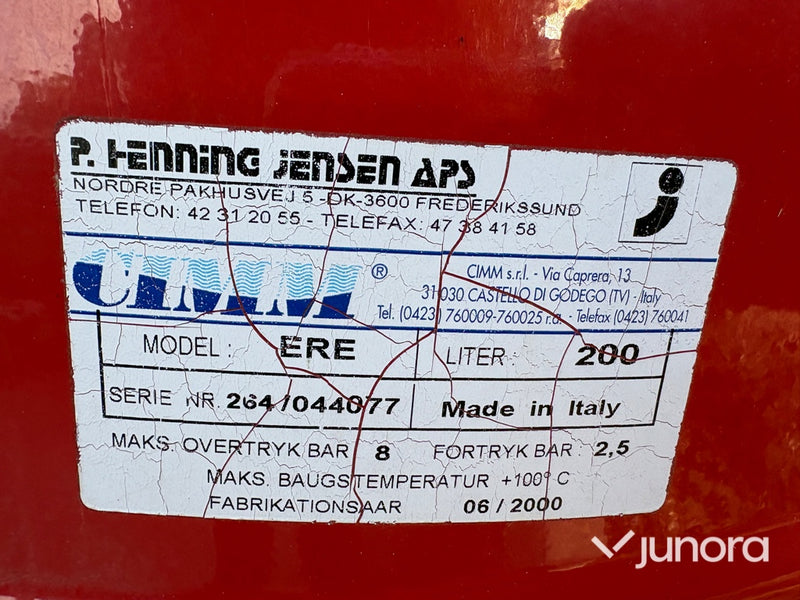 P. HENNING JENSEN APS
NORDRE PAKHUSVEJ 5 -DK-3600 FREDERIKSSUND
TELEFON: 42 31 20 55 - TELEFAX: 47 38 41 58
CIMM ®
CIMM s.r.l. - Via Caprera, 13
31030 CASTELLO DI GODEGO (TV) - Italy
Tel. (0423) 760009-760025 r.a. - Telefax (0423) 760041
MODEL: ERE LITER: 200
SERIE NR. 264/044077 Made in Italy
MAKS. OVERTRYK BAR 8 FORTRYK BAR: 2,5
MAKS. BAUGSTEMPERATUR +100° C
FABRIKATIONSAAR 06 / 2000
junora